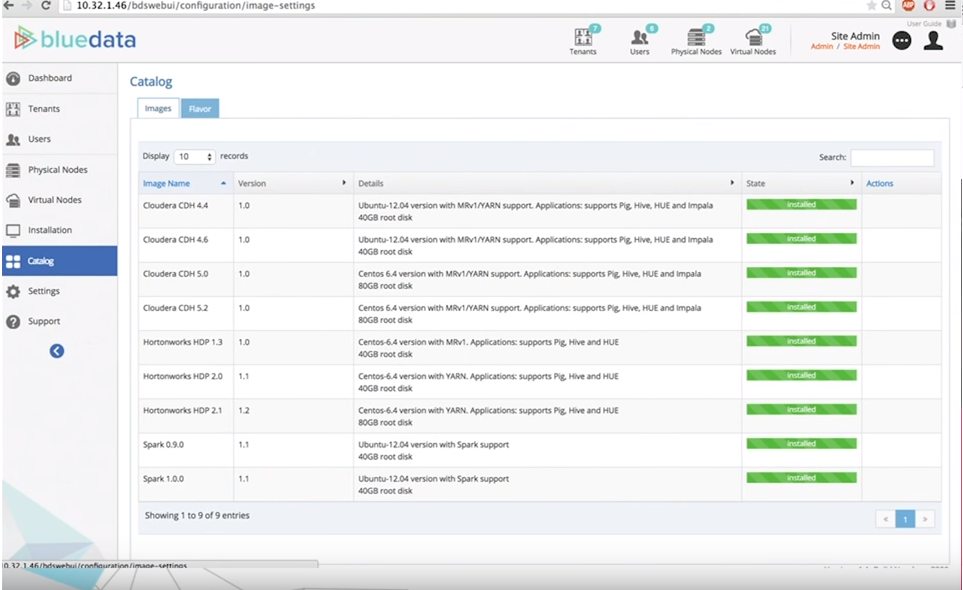 10.32.1.46/bdswebui/configuration/image-settings
ABP
bluedata
7
Tenants
6
Users
2
Physical Nodes
21
Virtual Nodes
User Guide
Site Admin
Admin / Site Admin
Dashboard
Tenants
Users
Physical Nodes
Virtual Nodes
Installation
Catalog
Settings
Support
Catalog
Images Flavor
Display 10 records Search:
Image Name Version Details State Actions
Cloudera CDH 4.4 1.0 Ubuntu-12.04 version with MRv1/YARN support. Applications: supports Pig, Hive, HUE and Impala installed
40GB root disk
Cloudera CDH 4.6 1.0 Ubuntu-12.04 version with MRv1/YARN support. Applications: supports Pig, Hive, HUE and Impala installed
40GB root disk
Cloudera CDH 5.0 1.0 Centos 6.4 version with MRv1/YARN support. Applications: supports Pig, Hive, HUE and Impala installed
80GB root disk
Cloudera CDH 5.2 1.0 Centos 6.4 version with MRv1/YARN support. Applications: supports Pig, Hive, HUE and Impala installed
80GB root disk
Hortonworks HDP 1.3 1.0 Centos-6.4 version with MRv1. Applications: supports Pig, Hive and HUE installed
40GB root disk
Hortonworks HDP 2.0 1.1 Centos-6.4 version with YARN. Applications: supports Pig, Hive and HUE installed
40GB root disk
Hortonworks HDP 2.1 1.2 Centos-6.4 version with YARN. Applications: supports Pig, Hive and HUE installed
80GB root disk
Spark 0.9.0 1.1 Ubuntu-12.04 version with Spark support installed
40GB root disk
Spark 1.0.0 1.1 Ubuntu-12.04 version with Spark support installed
40GB root disk
Showing 1 to 9 of 9 entries « 1 »
0.32.1.46/bdswebui/configuration/image-settings